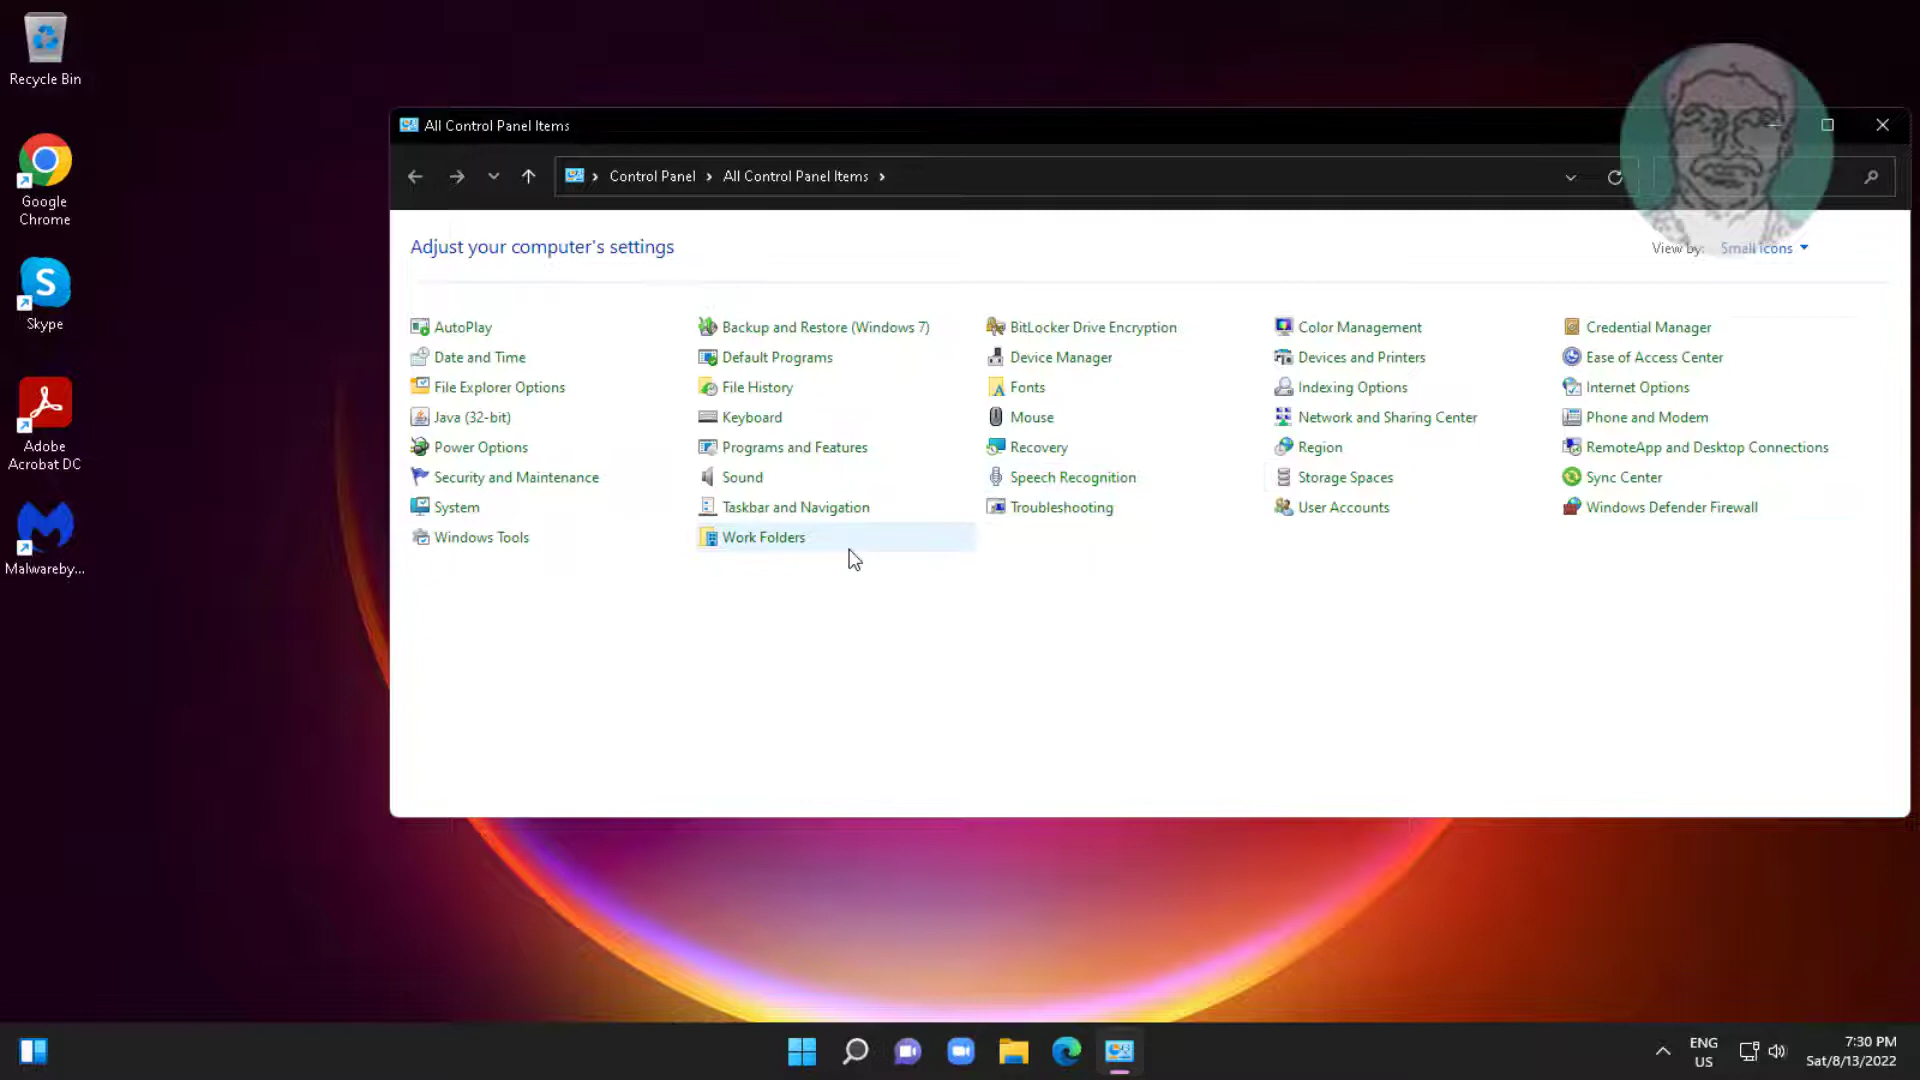 Recycle Bin
Google
Chrome
Skype
Adobe
Acrobat DC
Malwareby...
All Control Panel Items
Control Panel
All Control Panel Items
Adjust your computer's settings
View by: Small icons
AutoPlay
Backup and Restore (Windows 7)
BitLocker Drive Encryption
Color Management
Credential Manager
Date and Time
Default Programs
Device Manager
Devices and Printers
Ease of Access Center
File Explorer Options
File History
Fonts
Indexing Options
Internet Options
Java (32-bit)
Keyboard
Mouse
Network and Sharing Center
Phone and Modem
Power Options
Programs and Features
Recovery
Region
RemoteApp and Desktop Connections
Security and Maintenance
Sound
Speech Recognition
Storage Spaces
Sync Center
System
Taskbar and Navigation
Troubleshooting
User Accounts
Windows Defender Firewall
Windows Tools
Work Folders
ENG
US
7:30 PM
Sat/8/13/2022